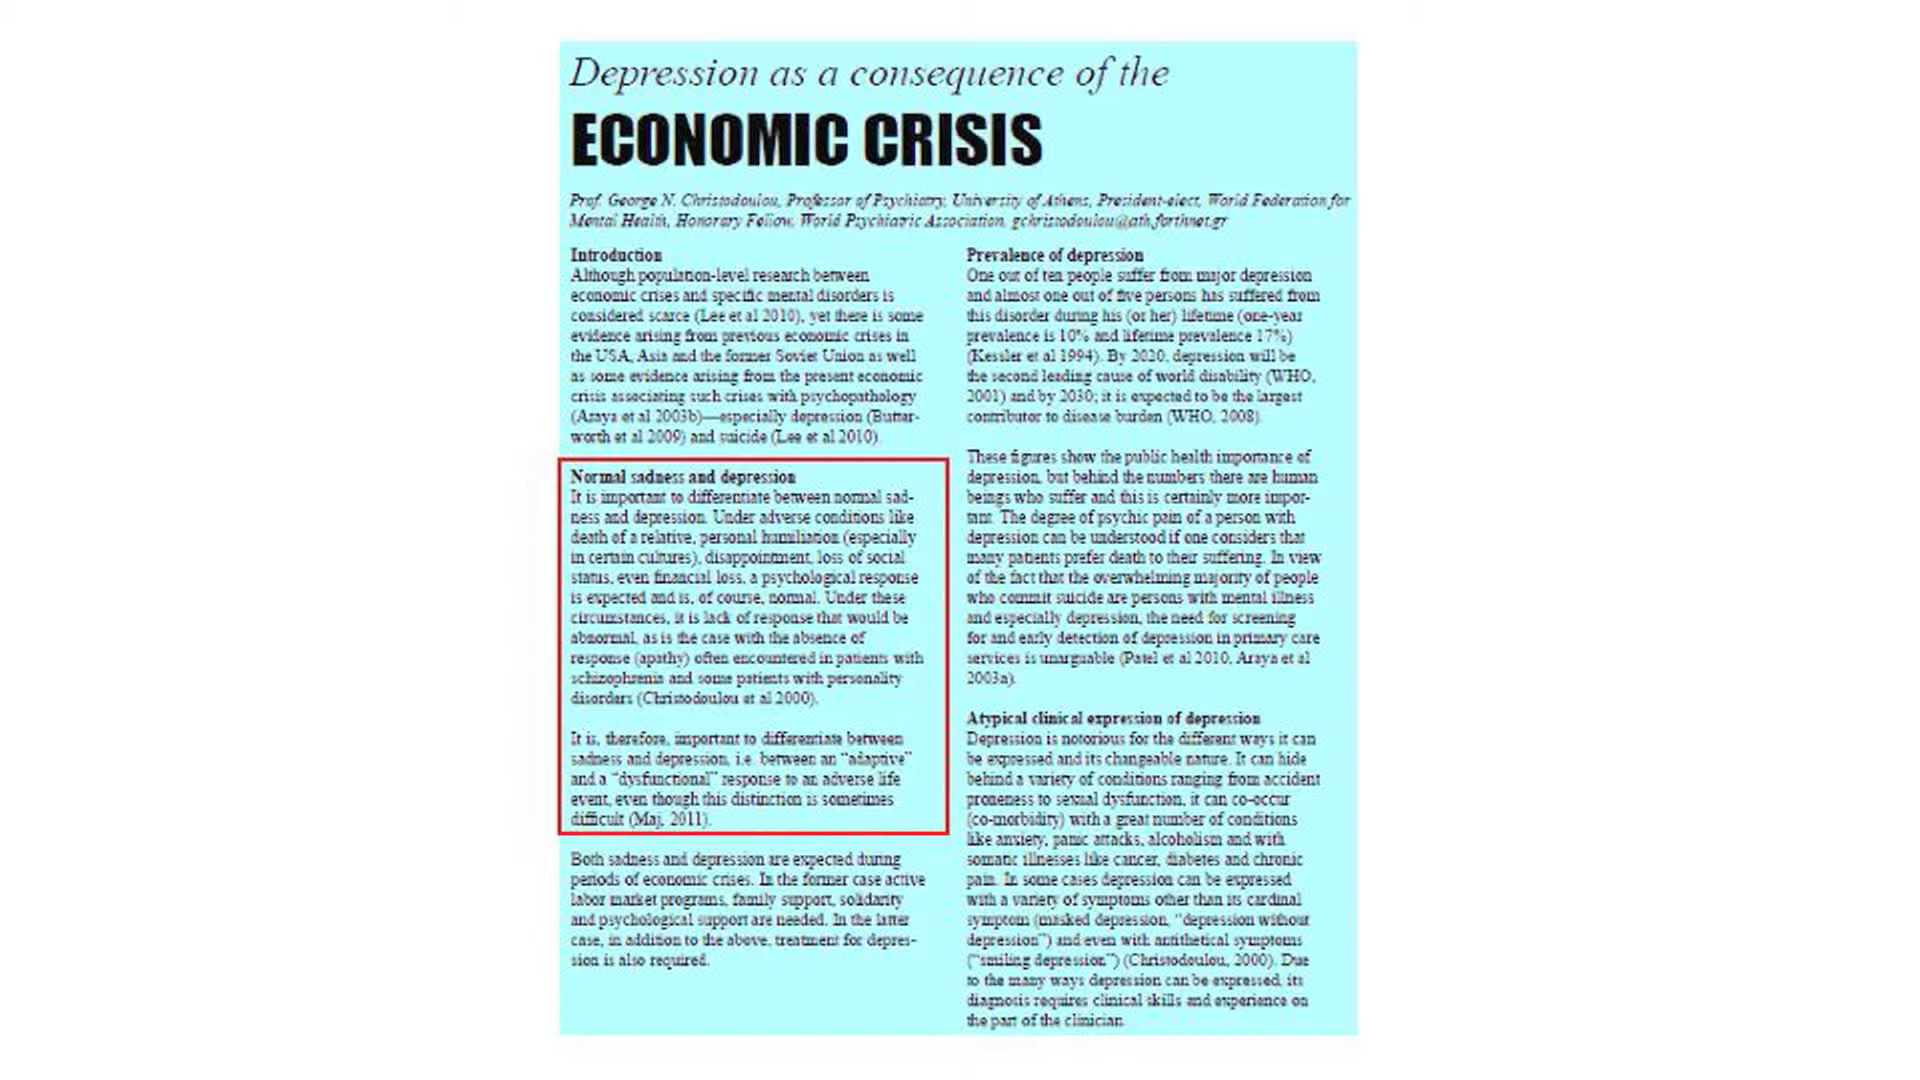 Depression as a consequence of the
ECONOMIC CRISIS
Prof. George N. Christodoulou, Professor of Psychiatry, University of Athens, President-elect, World Federation for
Mental Health, Honorary Fellow, World Psychiatric Association, gchristodoulou@ath.forthnet.gr
Introduction
Although population-level research between
economic crises and specific mental disorders is
considered scarce (Lee et al 2010), yet there is some
evidence arising from previous economic crises in
the USA, Asia and the former Soviet Union as well
as some evidence arising from the present economic
crisis associating such crises with psychopathology
(Araya et al 2003b)—especially depression (Butter-
worth et al 2009) and suicide (Lee et al 2010).
Normal sadness and depression
It is important to differentiate between normal sad-
ness and depression. Under adverse conditions like
death of a relative, personal humiliation (especially
in certain cultures), disappointment, loss of social
status, even financial loss, a psychological response
is expected and is, of course, normal. Under these
circumstances, it is lack of response that would be
abnormal, as is the case with the absence of
response (apathy) often encountered in patients with
schizophrenia and some patients with personality
disorders (Christodoulou et al 2000).
It is, therefore, important to differentiate between
sadness and depression, i.e. between an “adaptive”
and a “dysfunctional” response to an adverse life
event, even though this distinction is sometimes
difficult (Maj, 2011).
Both sadness and depression are expected during
periods of economic crises. In the former case active
labor market programs, family support, solidarity
and psychological support are needed. In the latter
case, in addition to the above, treatment for depres-
sion is also required.
Prevalence of depression
One out of ten people suffer from major depression
and almost one out of five persons has suffered from
this disorder during his (or her) lifetime (one-year
prevalence is 10% and lifetime prevalence 17%)
(Kessler et al 1994). By 2020, depression will be
the second leading cause of world disability (WHO,
2001) and by 2030; it is expected to be the largest
contributor to disease burden (WHO, 2008).
These figures show the public health importance of
depression, but behind the numbers there are human
beings who suffer and this is certainly more impor-
tant. The degree of psychic pain of a person with
depression can be understood if one considers that
many patients prefer death to their suffering. In view
of the fact that the overwhelming majority of people
who commit suicide are persons with mental illness
and especially depression, the need for screening
for and early detection of depression in primary care
services is unarguable (Patel et al 2010, Araya et al
2003a).
Atypical clinical expression of depression
Depression is notorious for the different ways it can
be expressed and its changeable nature. It can hide
behind a variety of conditions ranging from accident
proneness to sexual dysfunction, it can co-occur
(co-morbidity) with a great number of conditions
like anxiety, panic attacks, alcoholism and with
somatic illnesses like cancer, diabetes and chronic
pain. In some cases depression can be expressed
with a variety of symptoms other than its cardinal
symptom (masked depression, “depression without
depression”) and even with antithetical symptoms
(“smiling depression”) (Christodoulou, 2000). Due
to the many ways depression can be expressed, its
diagnosis requires clinical skills and experience on
the part of the clinician.